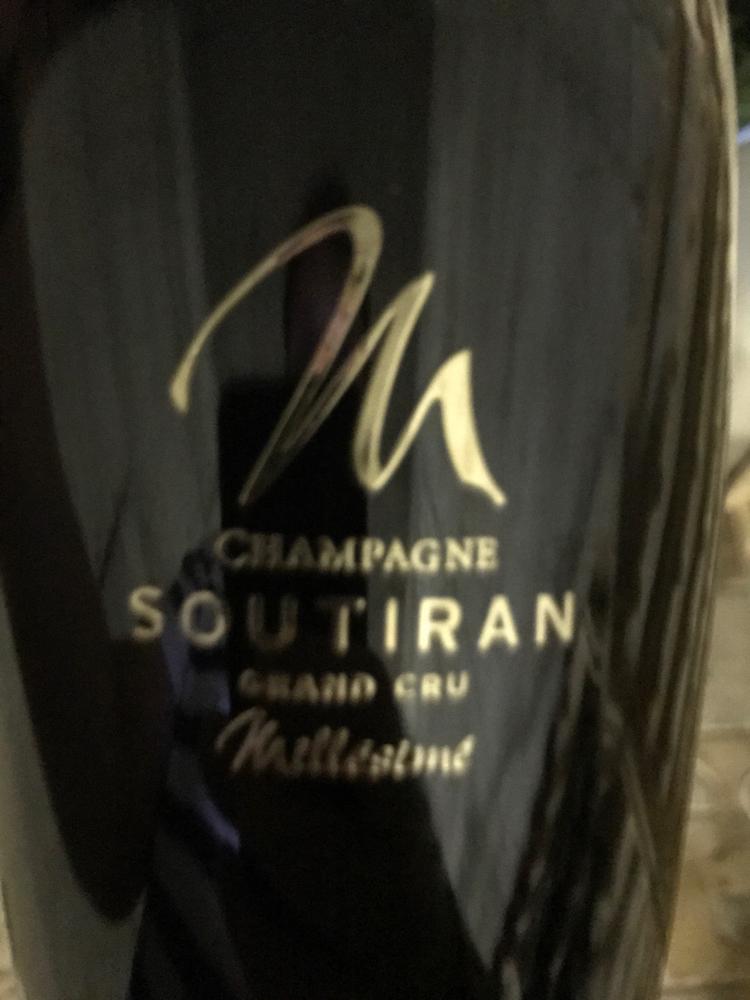 M
CHAMPAGNE
SOUTIRAN
GRAND CRU
Millésime